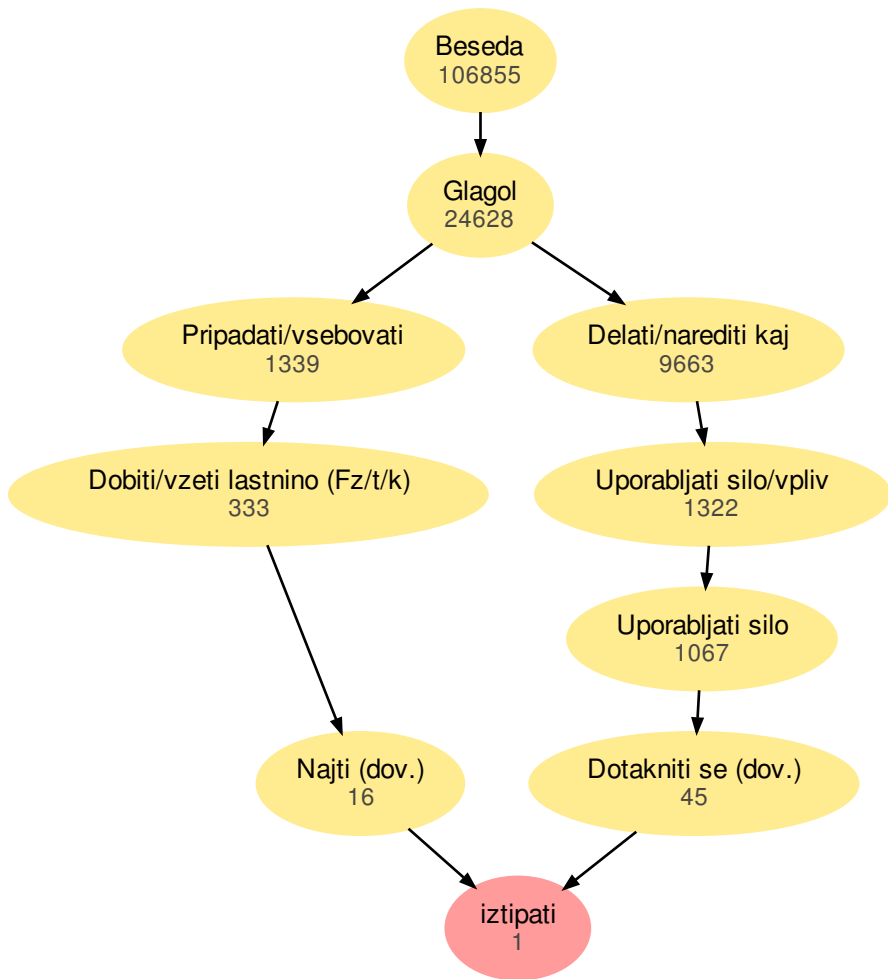 Beseda
106855
Glagol
24628
Pripadati/vsebovati
1339
Delati/narediti kaj
9663
Dobiti/vzeti lastnino (Fz/t/k)
333
Uporabljati silo/vpliv
1322
Uporabljati silo
1067
Najti (dov.)
16
Dotakniti se (dov.)
45
iztipati
1